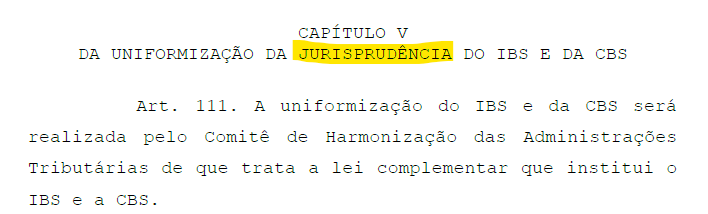 CAPÍTULO V
DA UNIFORMIZAÇÃO DA JURISPRUDÊNCIA DO IBS E DA CBS
Art. 111. A uniformização do IBS e da CBS será
realizada pelo Comitê de Harmonização das Administrações
Tributárias de que trata a lei complementar que institui o
IBS e a CBS.